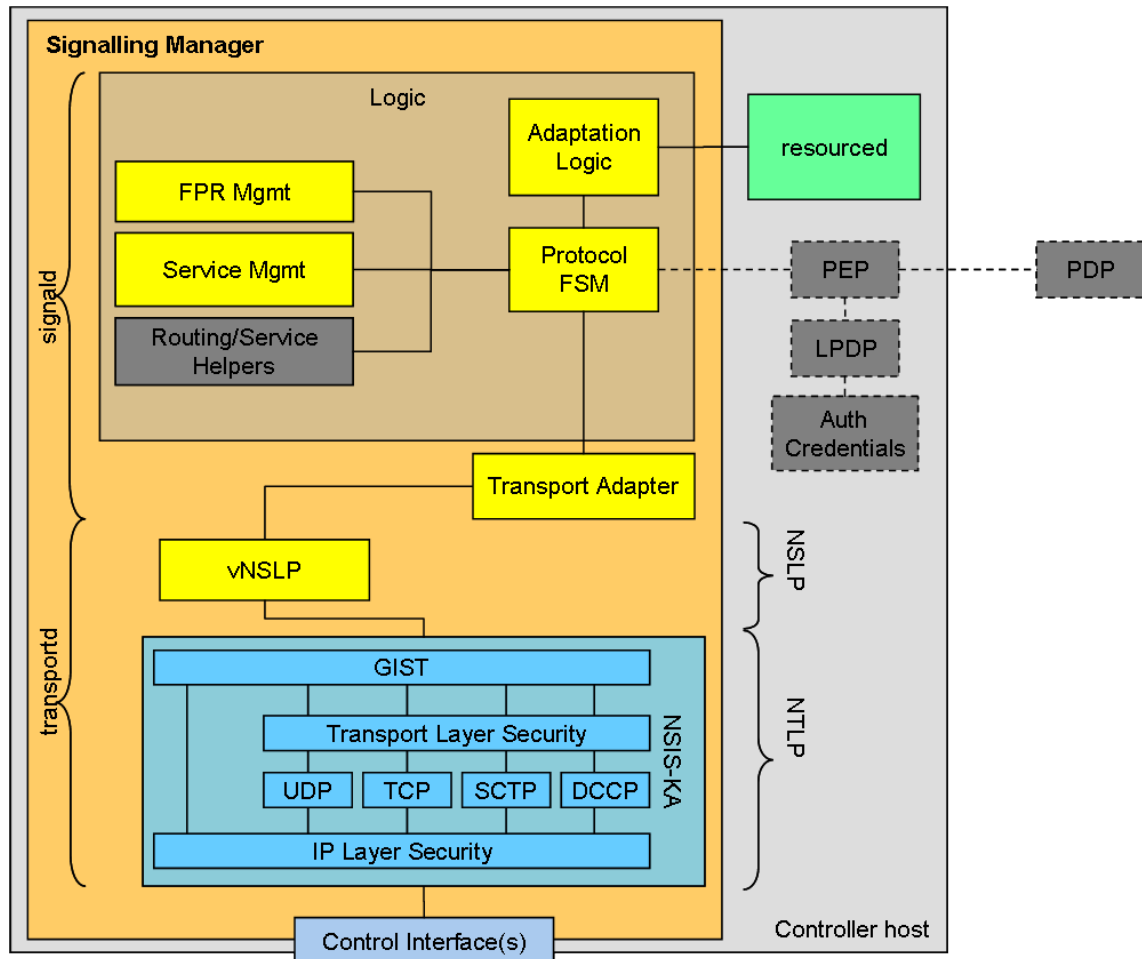 Signalling Manager
Logic
Adaptation
Logic
resourced
FPR Mgmt
Service Mgmt
Protocol
FSM
PEP
PDP
signald
Routing/Service
Helpers
LPDP
Auth
Credentials
Transport Adapter
NSLP
vNSLP
transportd
GIST
Transport Layer Security
NSIS-KA
NTLP
UDP
TCP
SCTP
DCCP
IP Layer Security
Controller host
Control Interface(s)